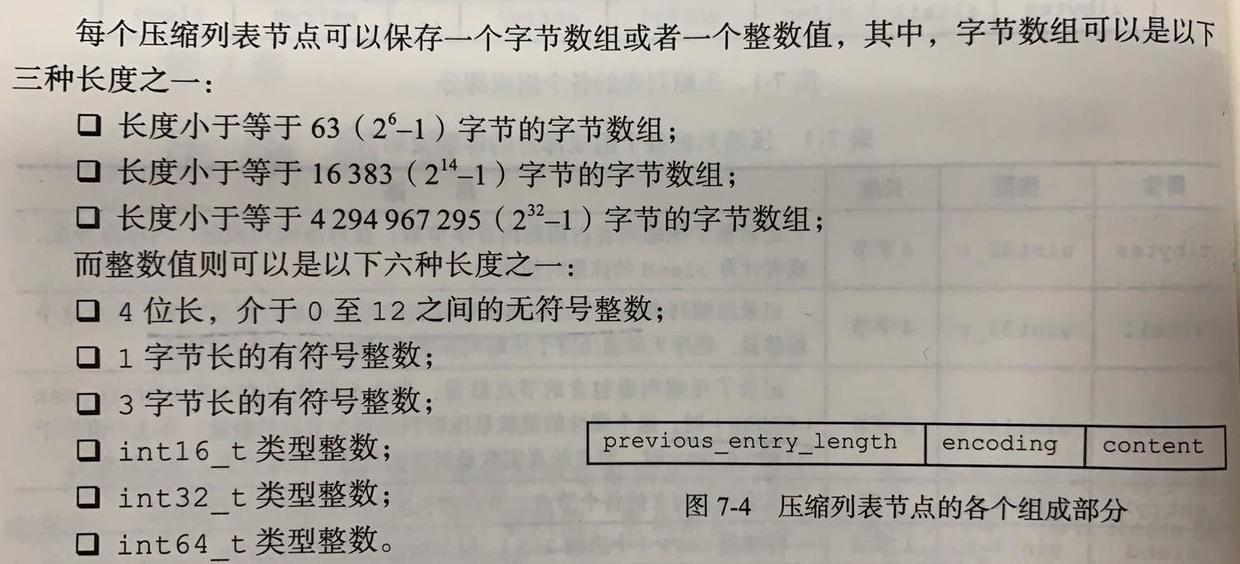 每个压缩列表节点可以保存一个字节数组或者一个整数值，其中，字节数组可以是以下
三种长度之一：
❑ 长度小于等于 63（2⁶–1）字节的字节数组；
❑ 长度小于等于 16 383（2¹⁴–1）字节的字节数组；
❑ 长度小于等于 4 294 967 295（2³²–1）字节的字节数组；
而整数值则可以是以下六种长度之一：
❑ 4 位长，介于 0 至 12 之间的无符号整数；
❑ 1 字节长的有符号整数；
❑ 3 字节长的有符号整数；
❑ int16_t 类型整数；
❑ int32_t 类型整数；
❑ int64_t 类型整数。
previous_entry_length encoding content
图 7-4 压缩列表节点的各个组成部分